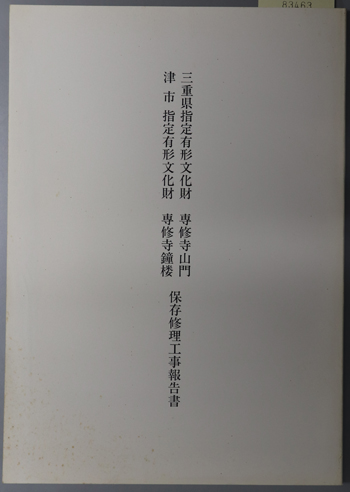 83463
三重県指定有形文化財 専修寺山門
津市 指定有形文化財 専修寺鐘楼
保存修理工事報告書